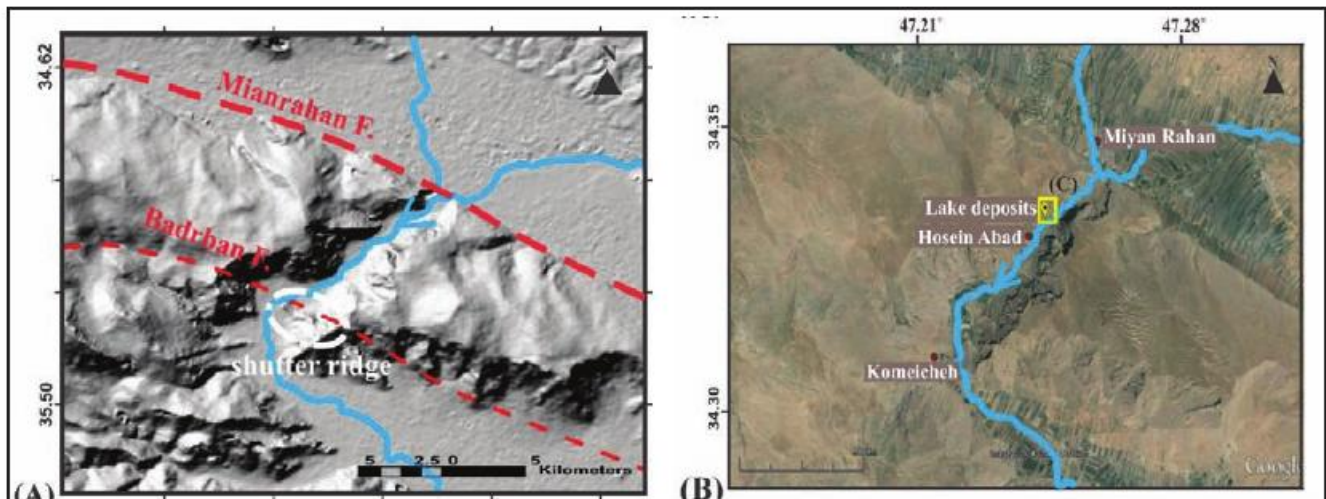 47.21°
47.28°
34.62
N
Mianrahan F.
Badrban F.
shutter ridge
35.50
5 2.5 0 5
Kilometers
(A)
N
34.35
Miyan Rahan
(C)
Lake deposits
Hosein Abad
Komeicheh
34.30
Google
(B)